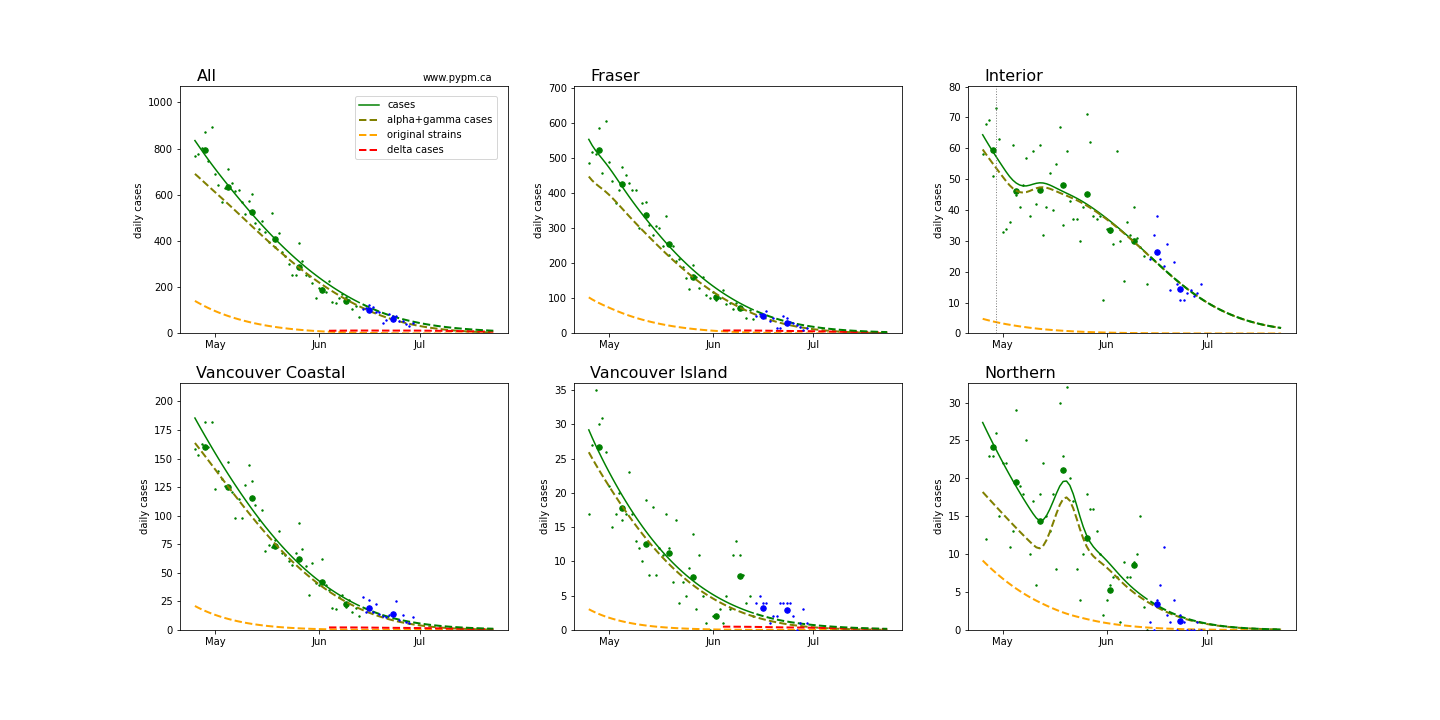 All
www.pypm.ca
1000
800
600
400
200
0
daily cases
May
Jun
Jul
cases
alpha+gamma cases
original strains
delta cases
Fraser
700
600
500
400
300
200
100
0
daily cases
May
Jun
Jul
Interior
80
70
60
50
40
30
20
10
0
daily cases
May
Jun
Jul
Vancouver Coastal
200
175
150
125
100
75
50
25
0
daily cases
May
Jun
Jul
Vancouver Island
35
30
25
20
15
10
5
0
daily cases
May
Jun
Jul
Northern
30
25
20
15
10
5
0
daily cases
May
Jun
Jul